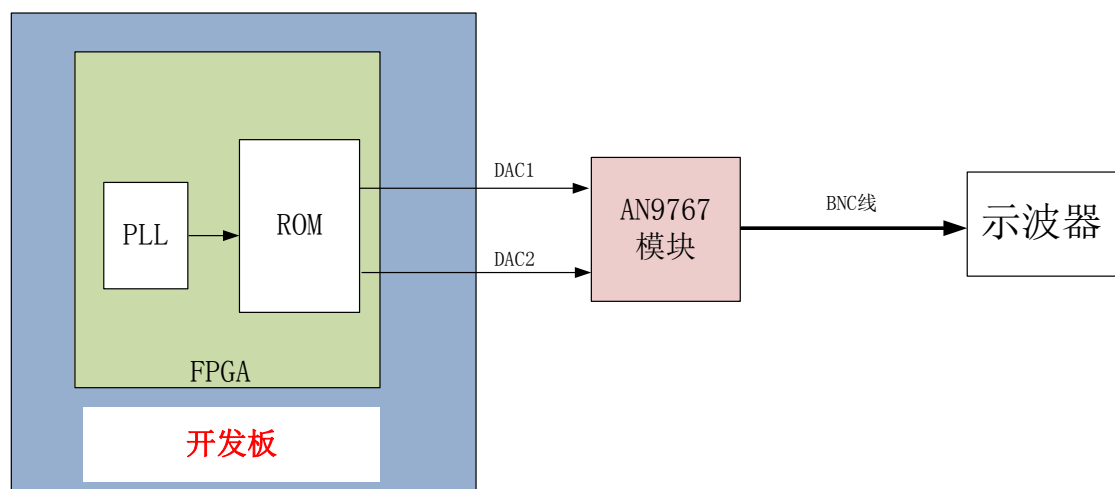 PLL
ROM
FPGA
开发板
DAC1
DAC2
AN9767
模块
BNC线
示波器